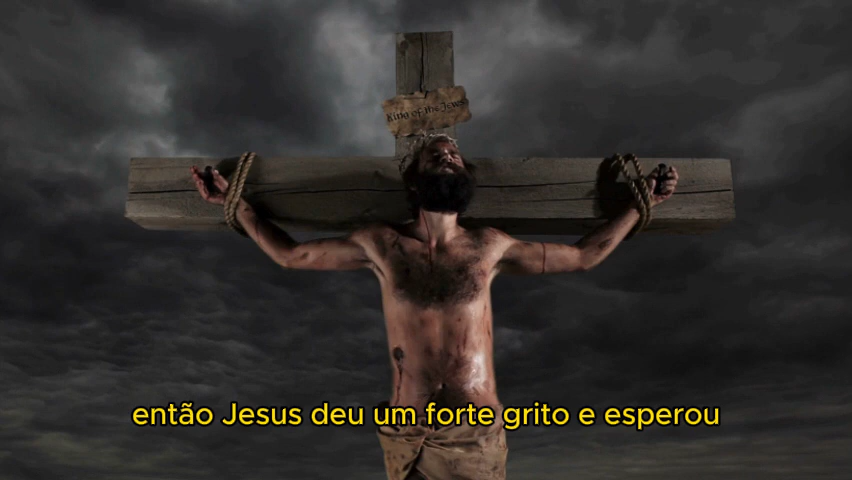 King of the Jews
então Jesus deu um forte grito e esperou